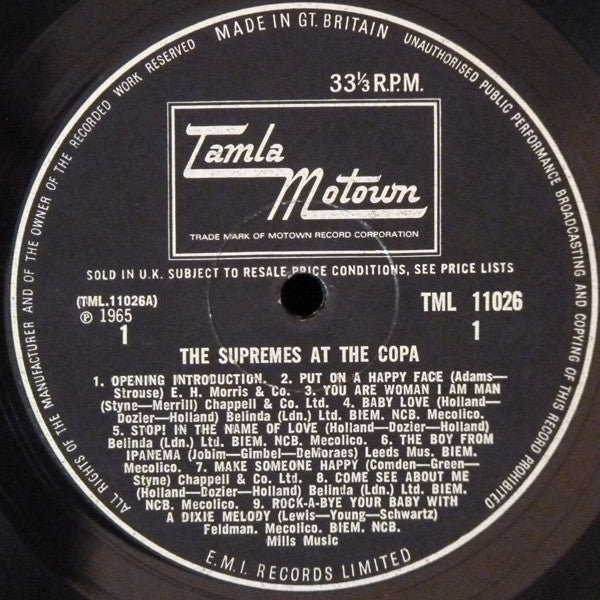 MADE IN GT. BRITAIN
UNAUTHORISED PUBLIC PERFORMANCE BROADCASTING AND COPYING OF THIS RECORD PROHIBITED
ALL RIGHTS OF THE MANUFACTURER AND OF THE OWNER OF THE RECORDED WORK RESERVED
33⅓ R.P.M.
Tamla
Motown
TRADE MARK OF MOTOWN RECORD CORPORATION
SOLD IN U.K. SUBJECT TO RESALE PRICE CONDITIONS, SEE PRICE LISTS
(TML.11026A)
℗ 1965
1
TML 11026
1
THE SUPREMES AT THE COPA
1. OPENING INTRODUCTION. 2. PUT ON A HAPPY FACE (Adams—
Strouse) E. H. Morris & Co. 3. YOU ARE WOMAN I AM MAN
(Styne—Merrill) Chappell & Co. Ltd. 4. BABY LOVE (Holland—
Dozier—Holland) Belinda (Ldn.) Ltd. BIEM. NCB. Mecolico.
5. STOP! IN THE NAME OF LOVE (Holland—Dozier—Holland)
Belinda (Ldn.) Ltd. BIEM. NCB. Mecolico. 6. THE BOY FROM
IPANEMA (Jobim—Gimbel—DeMoraes) Leeds Mus. BIEM.
Mecolico. 7. MAKE SOMEONE HAPPY (Comden—Green—
Styne) Chappell & Co. Ltd. 8. COME SEE ABOUT ME
(Holland—Dozier—Holland) Belinda (Ldn.) Ltd. BIEM.
NCB. Mecolico. 9. ROCK-A-BYE YOUR BABY WITH
A DIXIE MELODY (Lewis—Young—Schwartz)
Feldman. Mecolico. BIEM. NCB.
Mills Music
E.M.I. RECORDS LIMITED